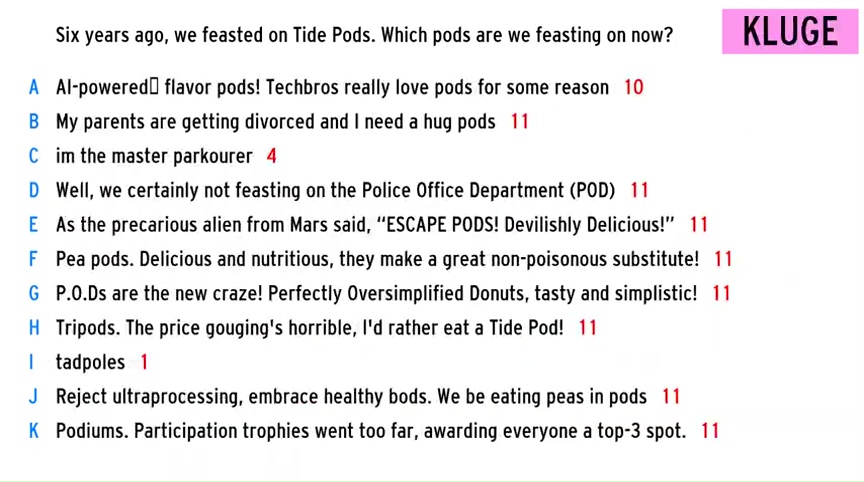 Six years ago, we feasted on Tide Pods. Which pods are we feasting on now?
KLUGE
A AI-powered▯ flavor pods! Techbros really love pods for some reason 10
B My parents are getting divorced and I need a hug pods 11
C im the master parkourer 4
D Well, we certainly not feasting on the Police Office Department (POD) 11
E As the precarious alien from Mars said, “ESCAPE PODS! Devilishly Delicious!” 11
F Pea pods. Delicious and nutritious, they make a great non-poisonous substitute! 11
G P.O.Ds are the new craze! Perfectly Oversimplified Donuts, tasty and simplistic! 11
H Tripods. The price gouging's horrible, I'd rather eat a Tide Pod! 11
I tadpoles 1
J Reject ultraprocessing, embrace healthy bods. We be eating peas in pods 11
K Podiums. Participation trophies went too far, awarding everyone a top-3 spot. 11